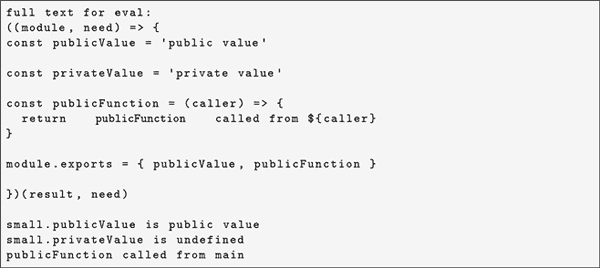 full text for eval:
((module, need) => {
const publicValue = 'public value'
const privateValue = 'private value'
const publicFunction = (caller) => {
return publicFunction called from ${caller}
}
module.exports = { publicValue, publicFunction }
})(result, need)
small.publicValue is public value
small.privateValue is undefined
publicFunction called from main